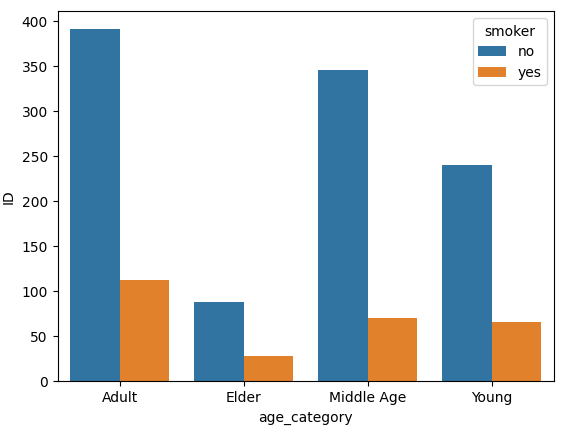 400
350
300
250
200
150
100
50
0
ID
smoker
no
yes
Adult
Elder
Middle Age
Young
age_category